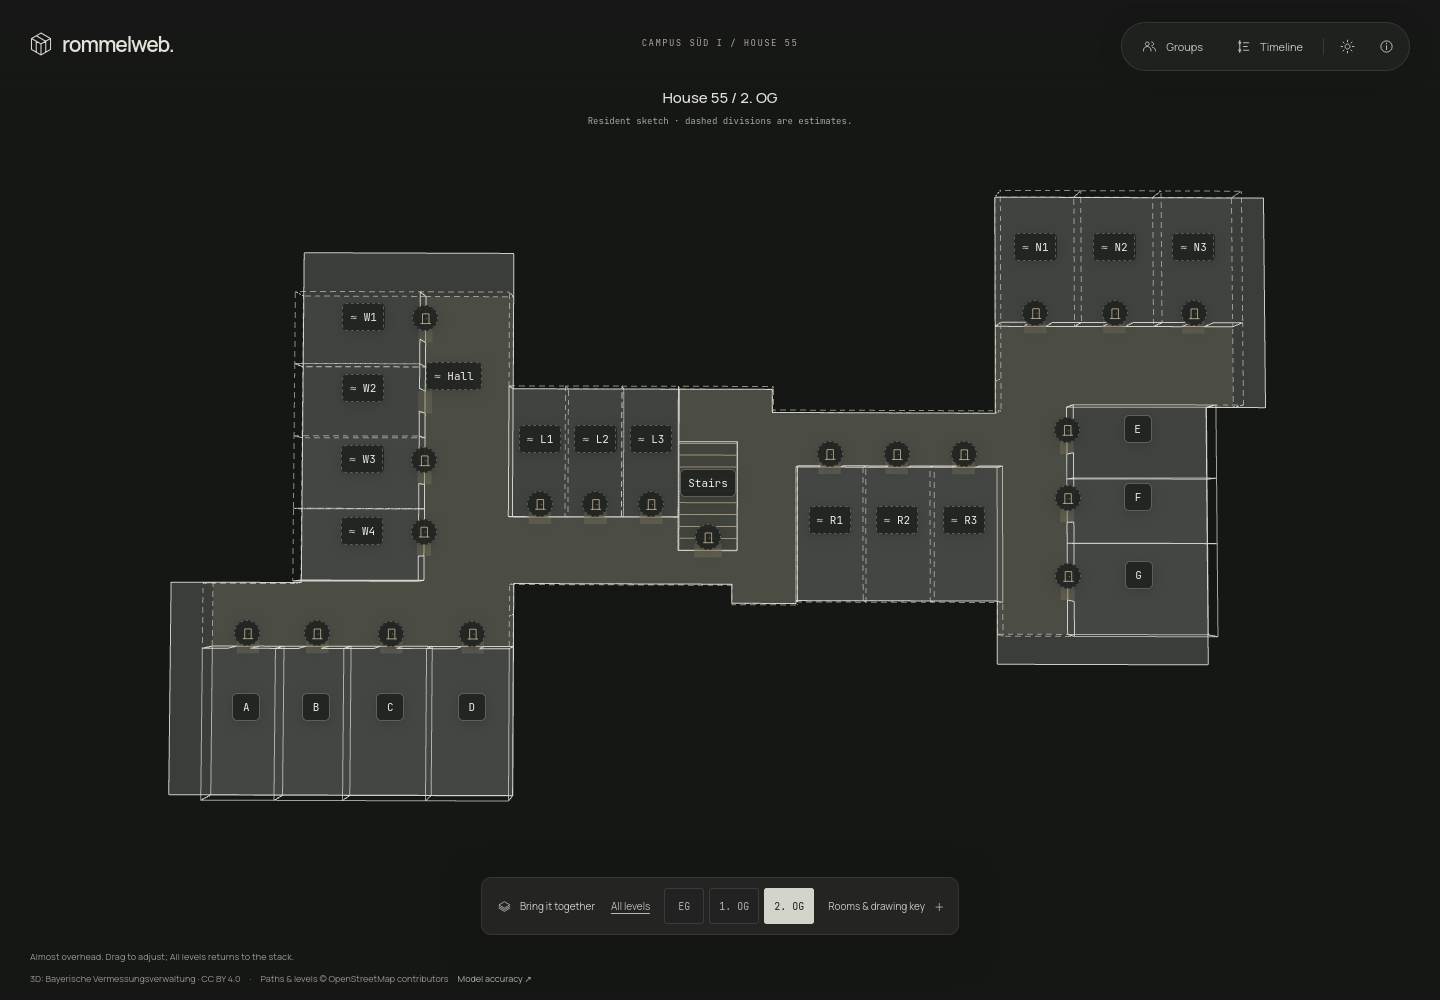 rommelweb.
CAMPUS SÜD I / HOUSE 55
Groups
Timeline
House 55 / 2. OG
Resident sketch · dashed divisions are estimates.
≈ N1
≈ N2
≈ N3
≈ W1
≈ Hall
≈ W2
≈ L1
≈ L2
≈ L3
E
≈ W3
Stairs
F
≈ R1
≈ R2
≈ R3
≈ W4
G
A
B
C
D
Bring it together
All levels
EG
1. OG
2. OG
Rooms & drawing key +
Almost overhead. Drag to adjust; All levels returns to the stack.
3D: Bayerische Vermessungsverwaltung · CC BY 4.0 · Paths & levels © OpenStreetMap contributors Model accuracy ↗